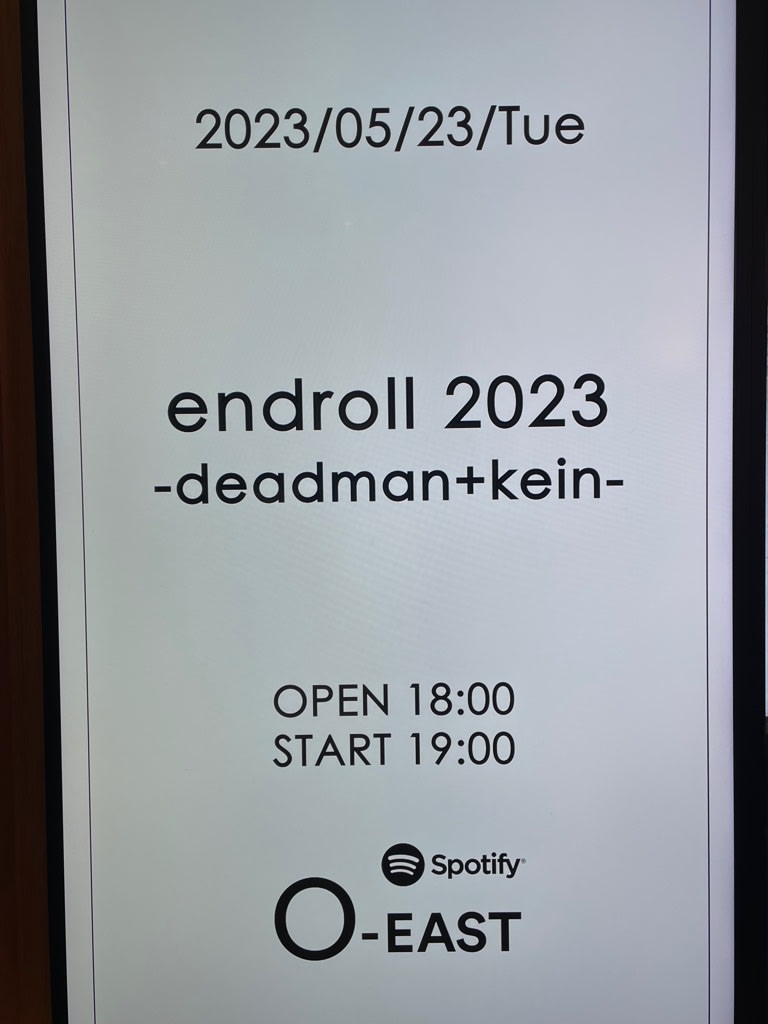 2023/05/23/Tue
endroll 2023
-deadman+kein-
OPEN 18:00
START 19:00
Spotify
O-EAST